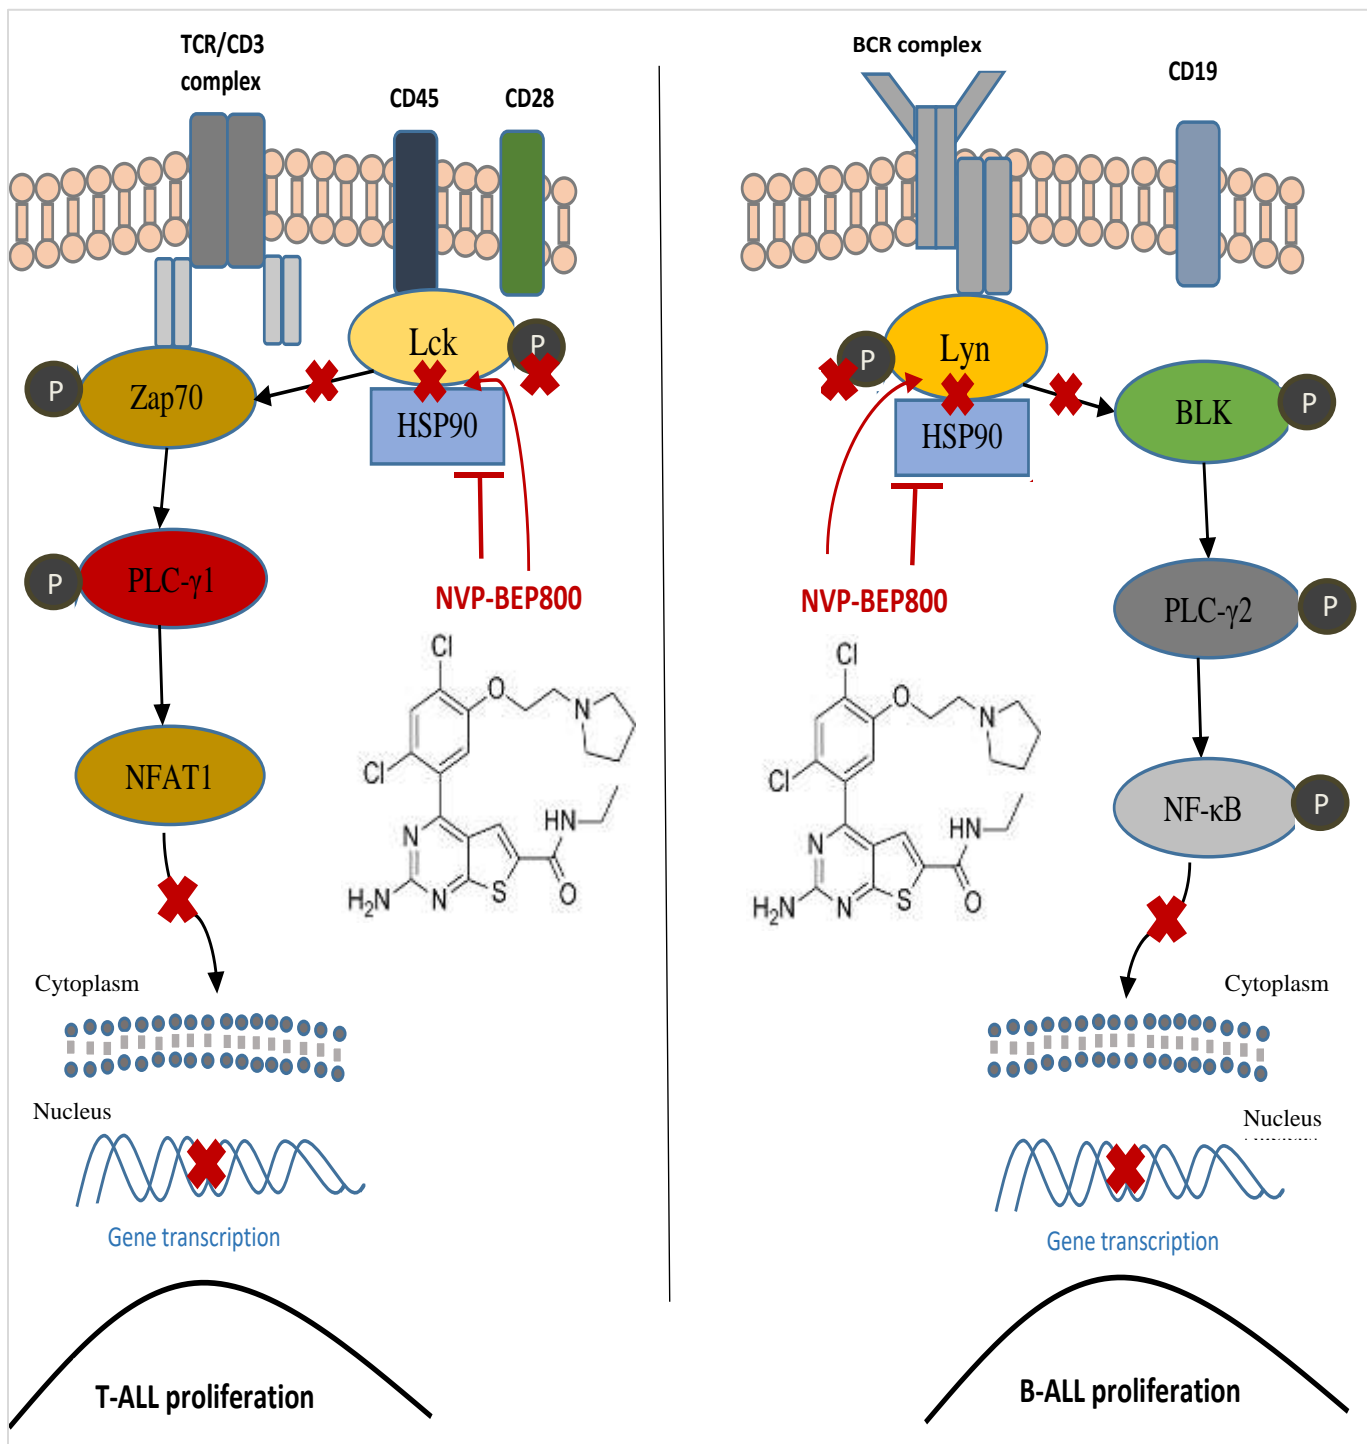 TCR/CD3
complex
CD45
CD28
Lck
P
Zap70
P
HSP90
PLC-γ1
P
NVP-BEP800
NFAT1
Cl
O
N
Cl
HN
N
O
S
N
H₂N
Cytoplasm
Nucleus
Gene transcription
T-ALL proliferation
BCR complex
CD19
Lyn
P
HSP90
BLK
P
NVP-BEP800
PLC-γ2
P
NF-κB
P
Cl
O
N
Cl
HN
N
O
S
N
H₂N
Cytoplasm
Nucleus
Gene transcription
B-ALL proliferation